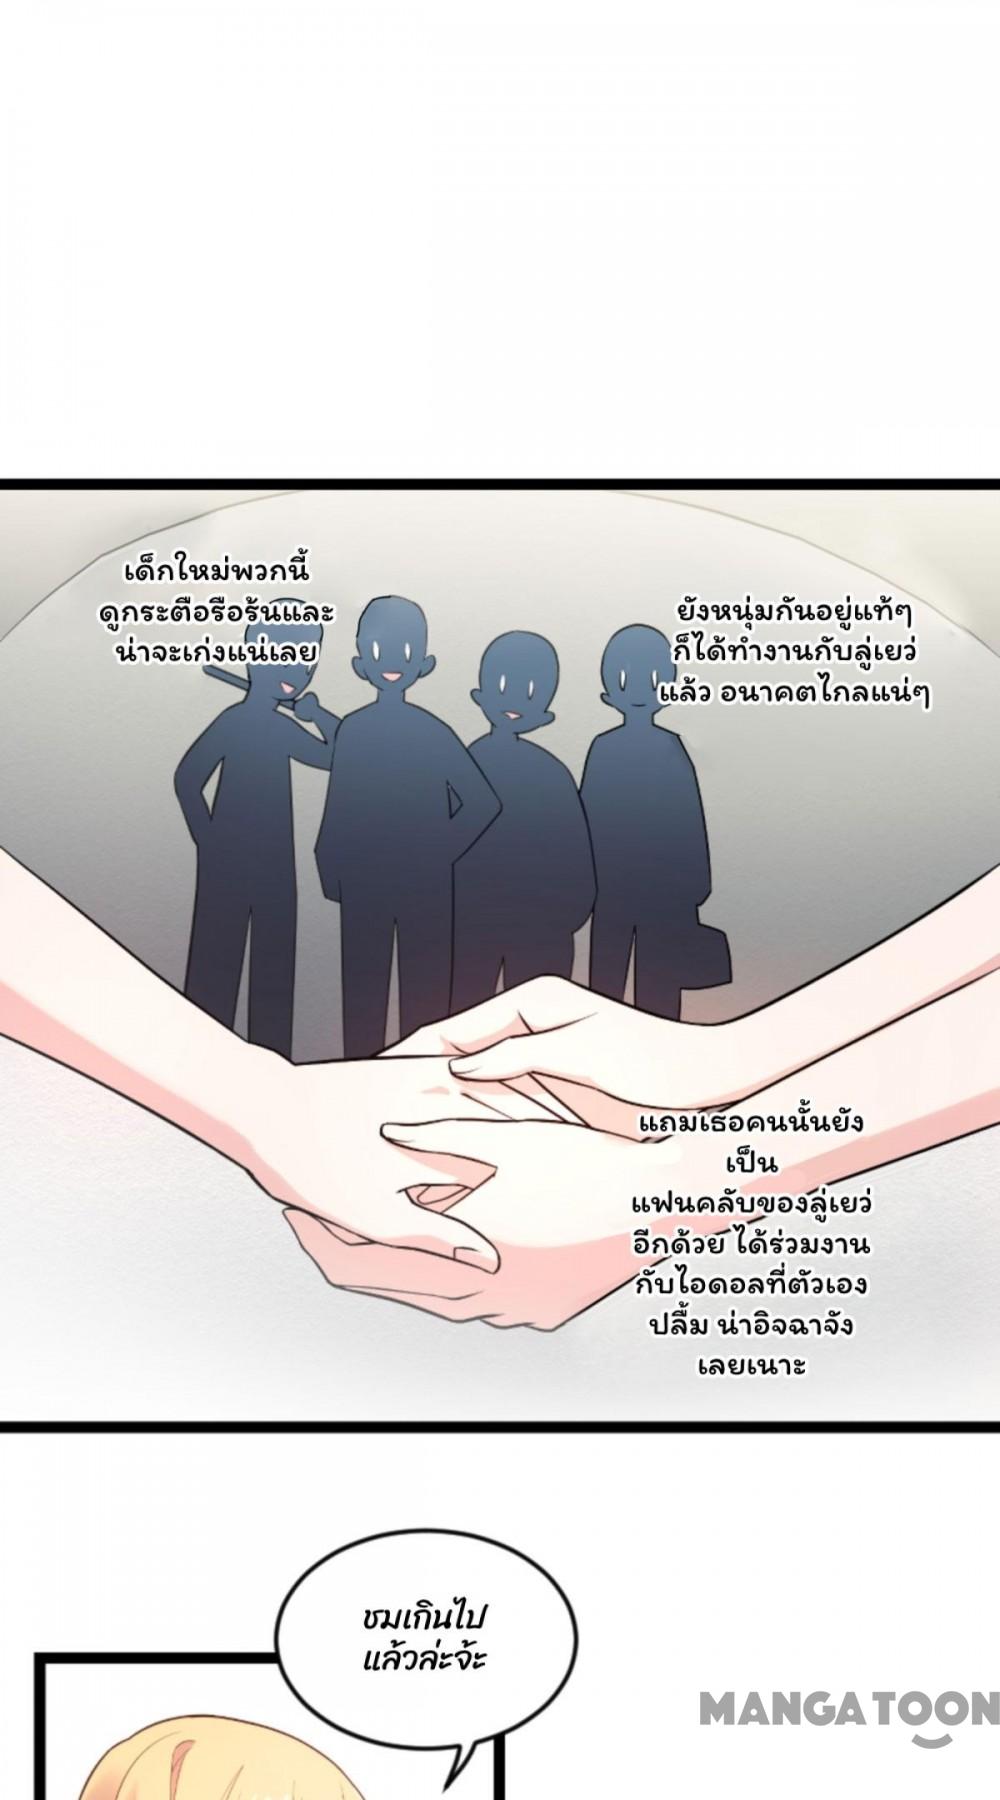 เด็กใหม่พวกนี้
ดูกระตือรือร้นและ
น่าจะเก่งแน่เลย
ยังหนุ่มกันอยู่แท้ๆ
ก็ได้ทำงานกับลู่เยว่
แล้ว อนาคตไกลแน่ๆ
แถมเธอคนนั้นยัง
เป็น
แฟนคลับของลู่เยว่
อีกด้วย ได้ร่วมงาน
กับไอดอลที่ตัวเอง
ปลื้ม น่าอิจฉาจัง
เลยเนาะ
ชมเกินไป
แล้วล่ะจ้ะ
MANGATOON